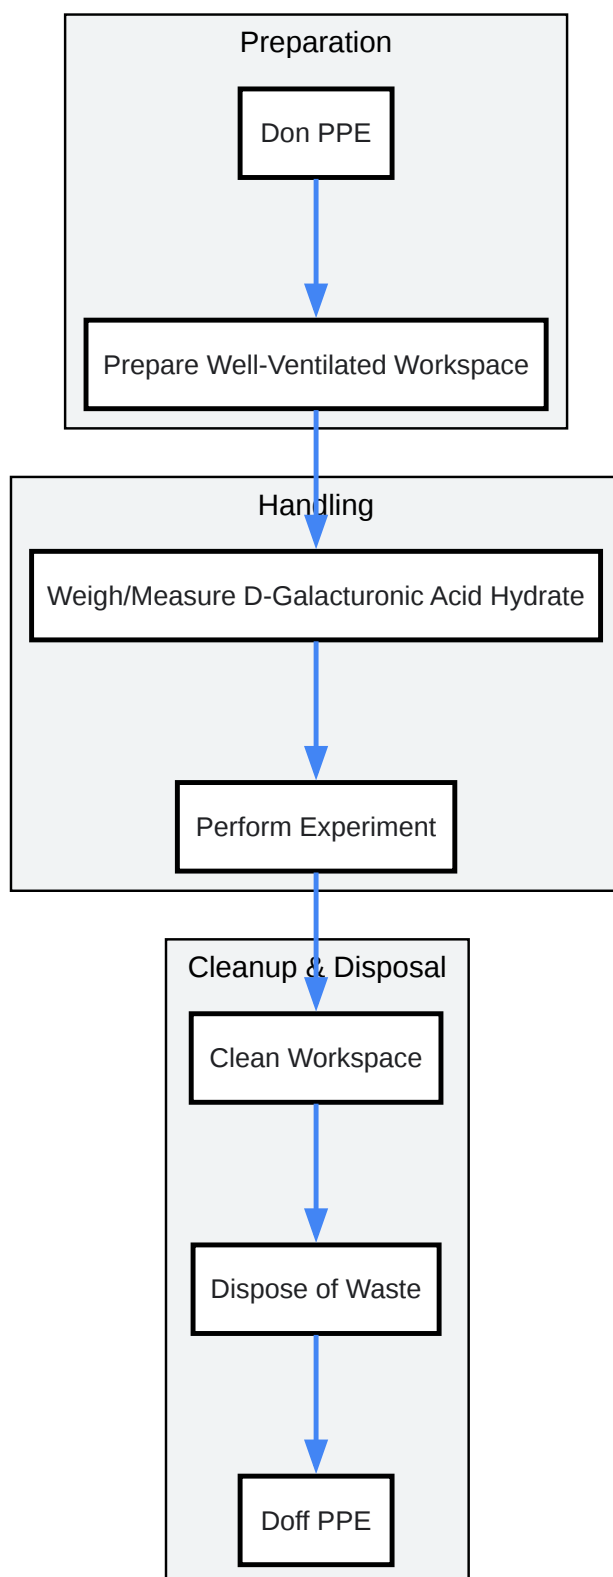 Preparation
Don PPE
Prepare Well-Ventilated Workspace
Handling
Weigh/Measure D-Galacturonic Acid Hydrate
Perform Experiment
Cleanup & Disposal
Clean Workspace
Dispose of Waste
Doff PPE